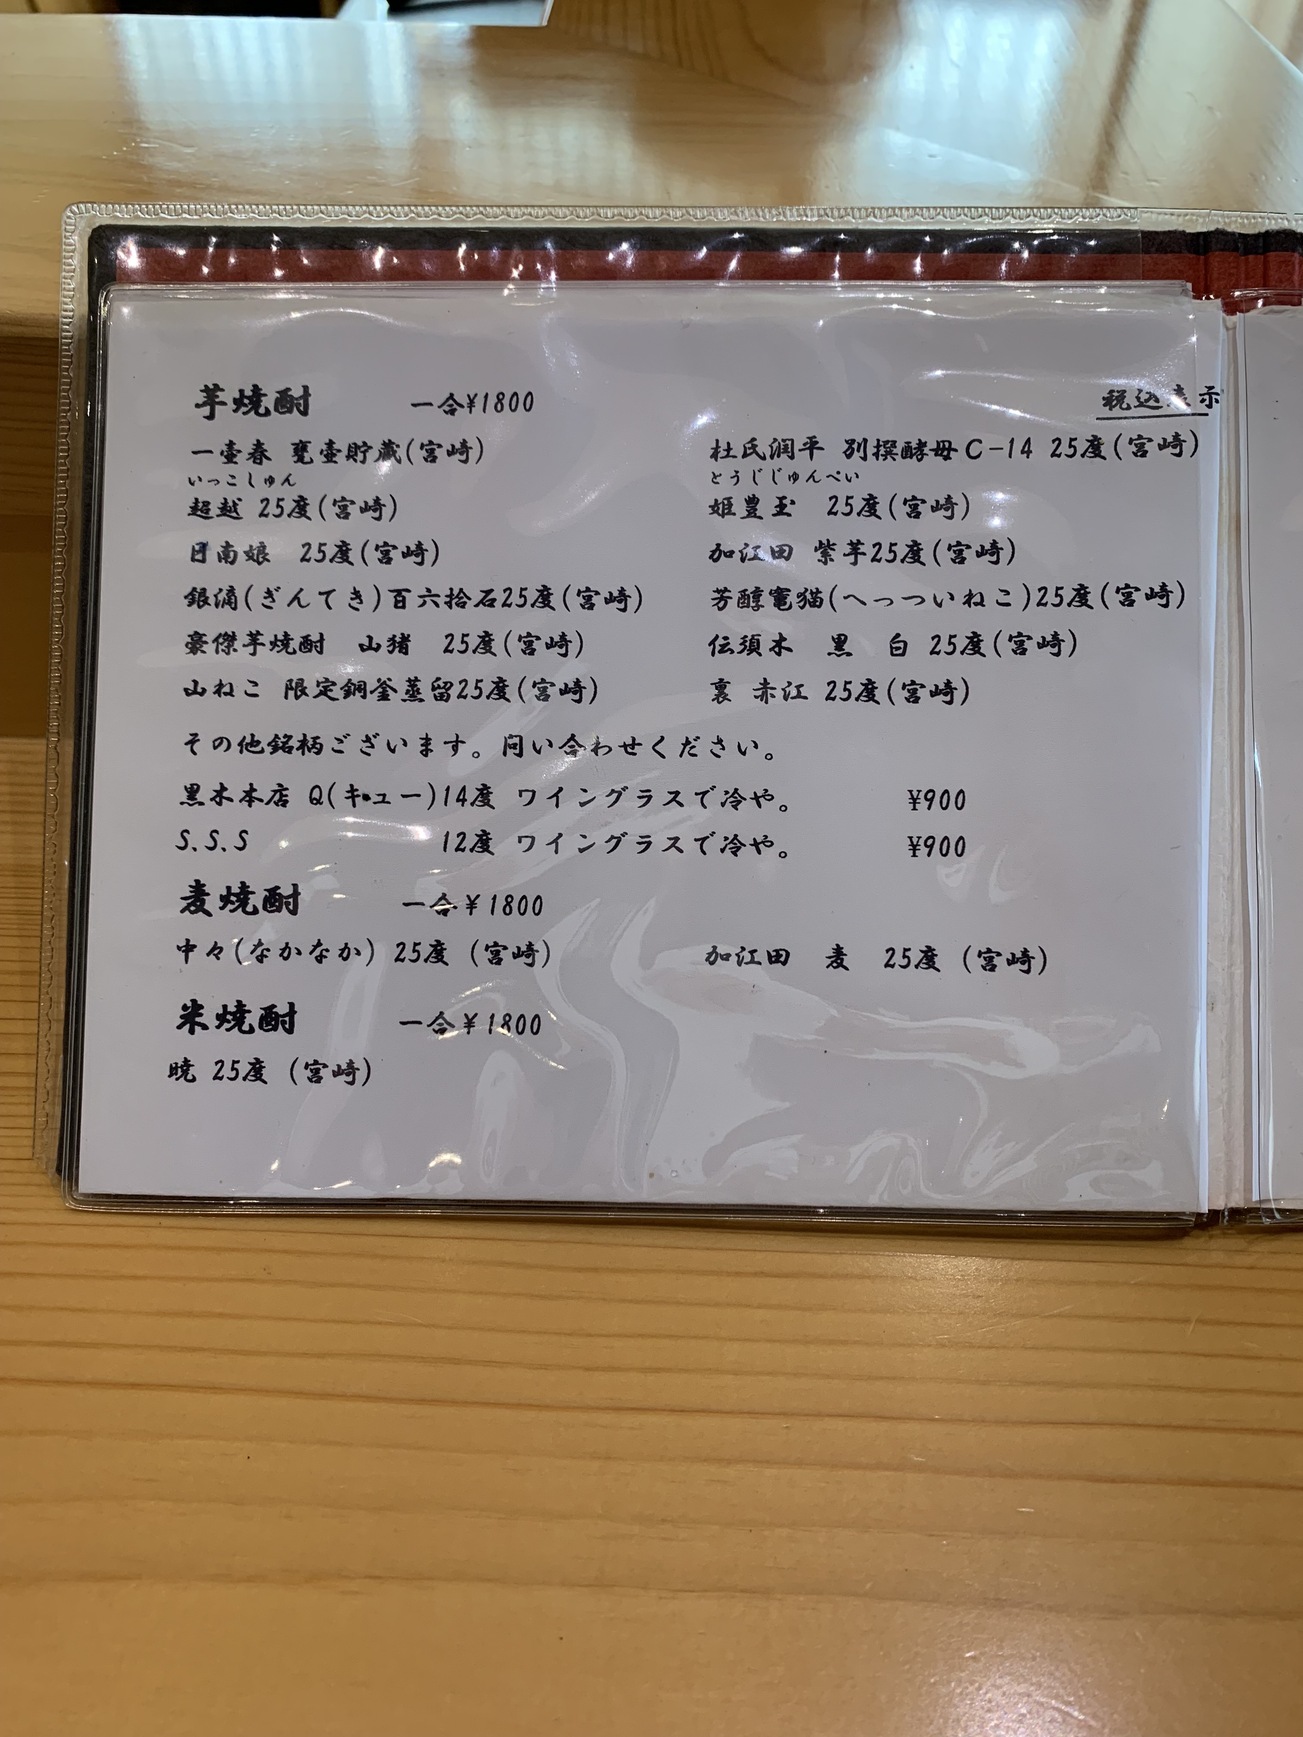 芋焼酎 一合¥1800 税込表示
一壷春 甕壷貯蔵(宮崎) 杜氏潤平 別撰酵母C-14 25度(宮崎)
いっこしゅん とうじじゅんぺい
超越 25度(宮崎) 姫豊玉 25度(宮崎)
日南娘 25度(宮崎) 加江田 紫芋25度(宮崎)
銀滴(ぎんてき)百六拾石25度(宮崎) 芳醇竃猫(へっついねこ)25度(宮崎)
豪傑芋焼酎 山猪 25度(宮崎) 伝須木 黒 白 25度(宮崎)
山ねこ 限定銅釜蒸留25度(宮崎) 裏 赤江 25度(宮崎)
その他銘柄ございます。問い合わせください。
黒木本店 Q(キュー)14度 ワイングラスで冷や。 ¥900
S.S.S 12度 ワイングラスで冷や。 ¥900
麦焼酎 一合¥1800
中々(なかなか) 25度 (宮崎) 加江田 麦 25度 (宮崎)
米焼酎 一合¥1800
暁 25度 (宮崎)